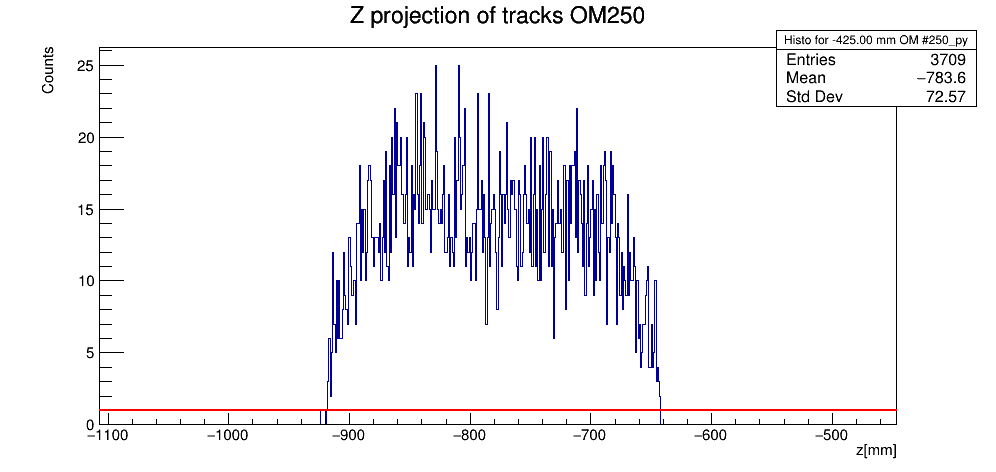 Z projection of tracks OM250
Histo for -425.00 mm OM #250_py
Entries 3709
Mean −783.6
Std Dev 72.57
Counts
25
20
15
10
5
0
−1100 −1000 −900 −800 −700 −600 −500
z[mm]